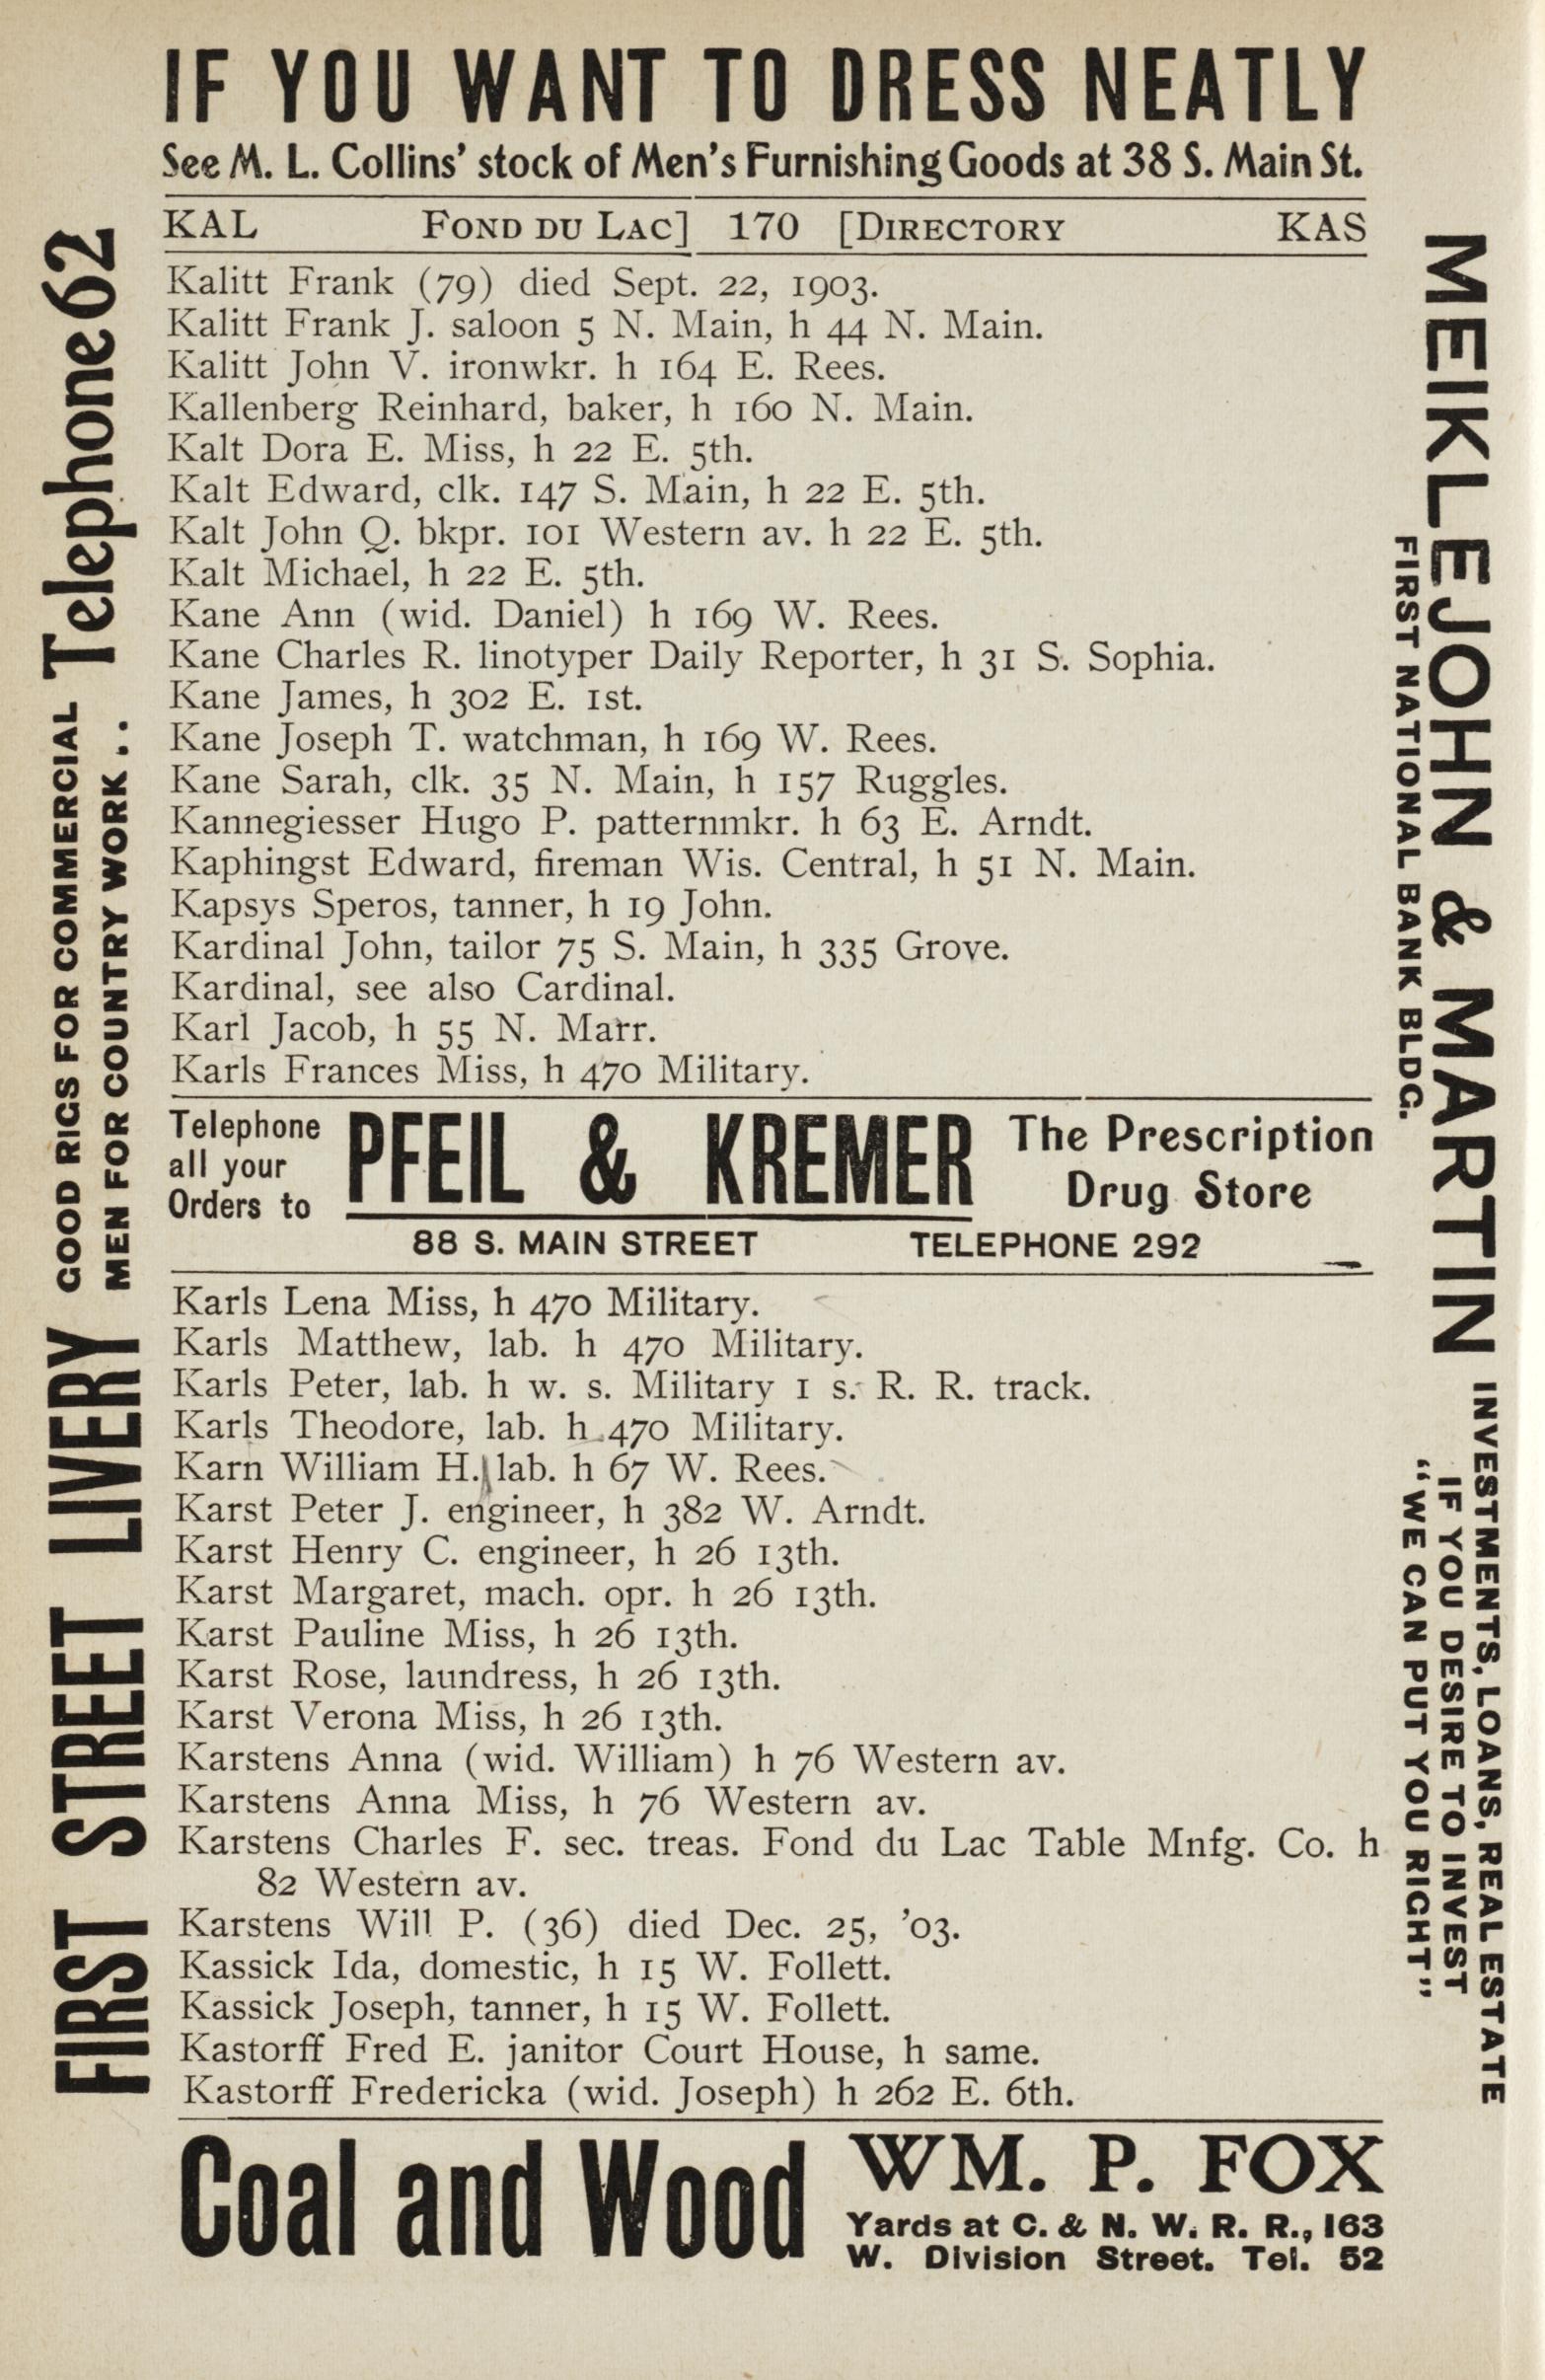 IF YOU WANT TO DRESS NEATLY
See M. L. Collins' stock of Men's Furnishing Goods at 38 S. Main St.
KAL FOND DU LAC] 170 [DIRECTORY KAS
Kalitt Frank (79) died Sept. 22, 1903.
Kalitt Frank J. saloon 5 N. Main, h 44 N. Main.
Kalitt John V. ironwkr. h 164 E. Rees.
Kallenberg Reinhard, baker, h 160 N. Main.
Kalt Dora E. Miss, h 22 E. 5th.
Kalt Edward, clk. 147 S. Main, h 22 E. 5th.
Kalt John Q. bkpr. 101 Western av. h 22 E. 5th.
Kalt Michael, h 22 E. 5th.
Kane Ann (wid. Daniel) h 169 W. Rees.
Kane Charles R. linotyper Daily Reporter, h 31 S. Sophia.
Kane James, h 302 E. 1st.
Kane Joseph T. watchman, h 169 W. Rees.
Kane Sarah, clk. 35 N. Main, h 157 Ruggles.
Kannegiesser Hugo P. patternmkr. h 63 E. Arndt.
Kaphingst Edward, fireman Wis. Central, h 51 N. Main.
Kapsys Speros, tanner, h 19 John.
Kardinal John, tailor 75 S. Main, h 335 Grove.
Kardinal, see also Cardinal.
Karl Jacob, h 55 N. Marr.
Karls Frances Miss, h 470 Military.
Telephone all your Orders to
PFEIL & KREMER
The Prescription
Drug Store
88 S. MAIN STREET TELEPHONE 292
Karls Lena Miss, h 470 Military.
Karls Matthew, lab. h 470 Military.
Karls Peter, lab. h w. s. Military 1 s. R. R. track.
Karls Theodore, lab. h 470 Military.
Karn William H. lab. h 67 W. Rees.
Karst Peter J. engineer, h 382 W. Arndt.
Karst Henry C. engineer, h 26 13th.
Karst Margaret, mach. opr. h 26 13th.
Karst Pauline Miss, h 26 13th.
Karst Rose, laundress, h 26 13th.
Karst Verona Miss, h 26 13th.
Karstens Anna (wid. William) h 76 Western av.
Karstens Anna Miss, h 76 Western av.
Karstens Charles F. sec. treas. Fond du Lac Table Mnfg. Co. h
82 Western av.
Karstens Will P. (36) died Dec. 25, '03.
Kassick Ida, domestic, h 15 W. Follett.
Kassick Joseph, tanner, h 15 W. Follett.
Kastorff Fred E. janitor Court House, h same.
Kastorff Fredericka (wid. Joseph) h 262 E. 6th.
Coal and Wood
WM. P. FOX
Yards at C. & N. W. R. R., 163
W. Division Street. Tel. 52
FIRST STREET LIVERY
GOOD RIGS FOR COMMERCIAL
MEN FOR COUNTRY WORK..
Telephone 62
MEIKLEJOHN & MARTIN
FIRST NATIONAL BANK BLDG.
INVESTMENTS, LOANS, REAL ESTATE
IF YOU DESIRE TO INVEST
"WE CAN PUT YOU RIGHT"